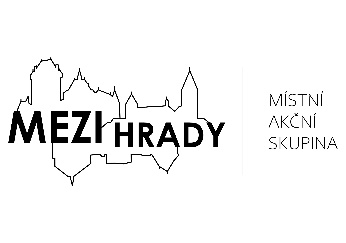 MEZI HRADY
MÍSTNÍ
AKČNÍ
SKUPINA